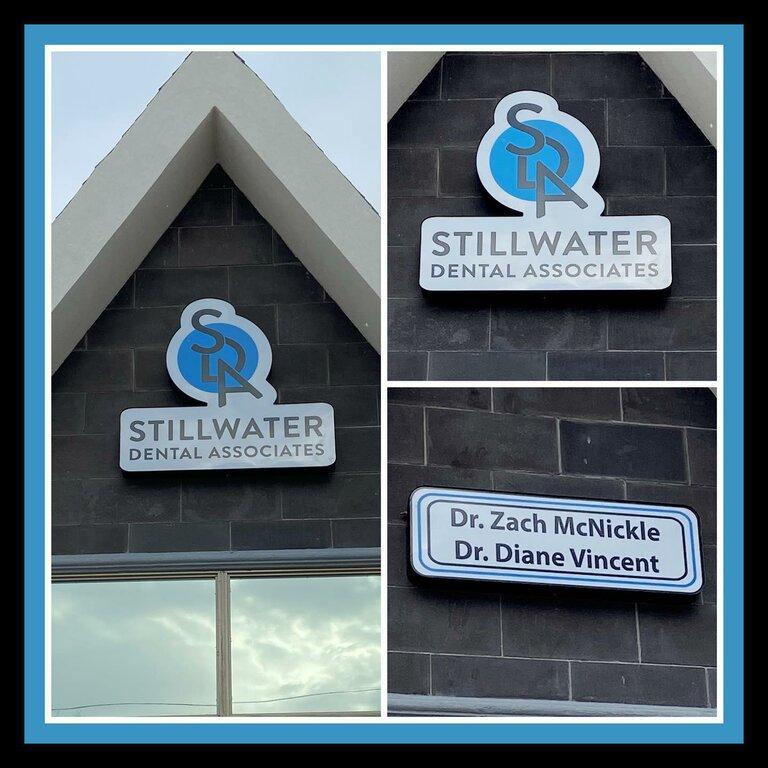 SDA
STILLWATER
DENTAL ASSOCIATES
SDA
STILLWATER
DENTAL ASSOCIATES
Dr. Zach McNickle
Dr. Diane Vincent